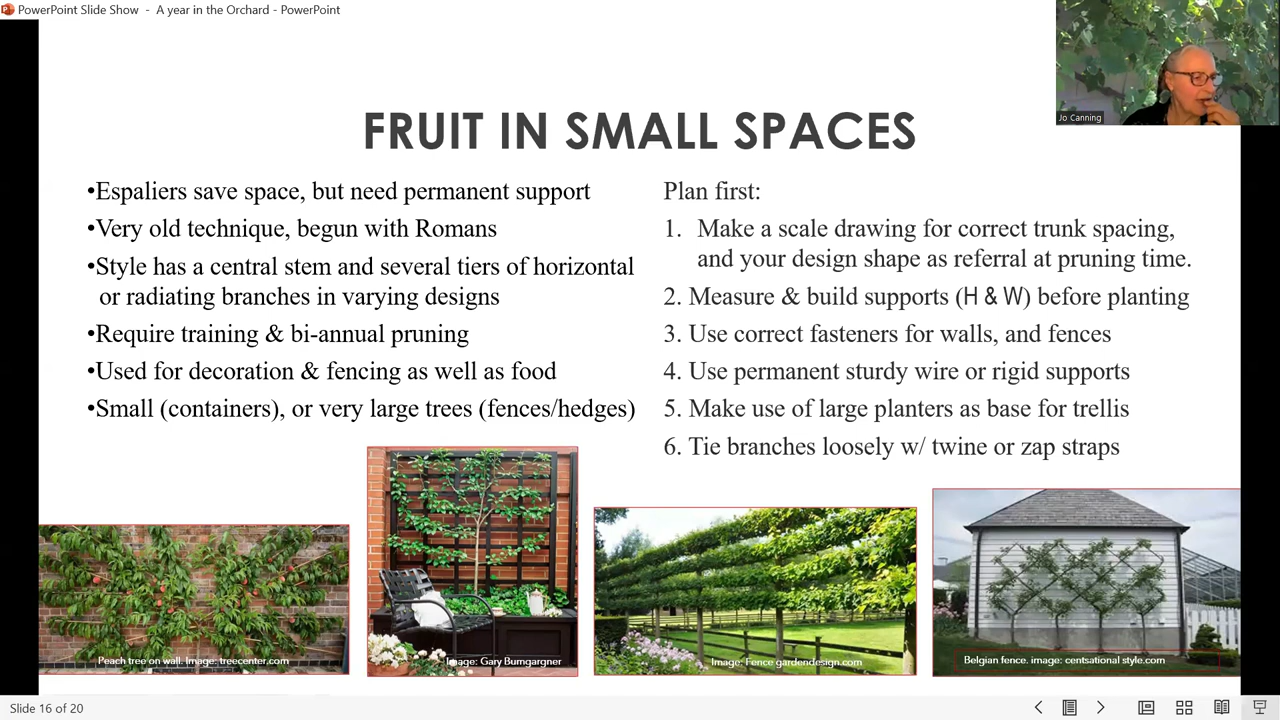 PowerPoint Slide Show - A year in the Orchard - PowerPoint
Jo Canning
FRUIT IN SMALL SPACES
•Espaliers save space, but need permanent support
•Very old technique, begun with Romans
•Style has a central stem and several tiers of horizontal
or radiating branches in varying designs
•Require training & bi-annual pruning
•Used for decoration & fencing as well as food
•Small (containers), or very large trees (fences/hedges)
Plan first:
1. Make a scale drawing for correct trunk spacing,
and your design shape as referral at pruning time.
2. Measure & build supports (H & W) before planting
3. Use correct fasteners for walls, and fences
4. Use permanent sturdy wire or rigid supports
5. Make use of large planters as base for trellis
6. Tie branches loosely w/ twine or zap straps
Peach tree on wall. Image: treecenter.com
Image: Gary Bumgargner
Image: Fence gardendesign.com
Belgian fence. image: centsational style.com
Slide 16 of 20